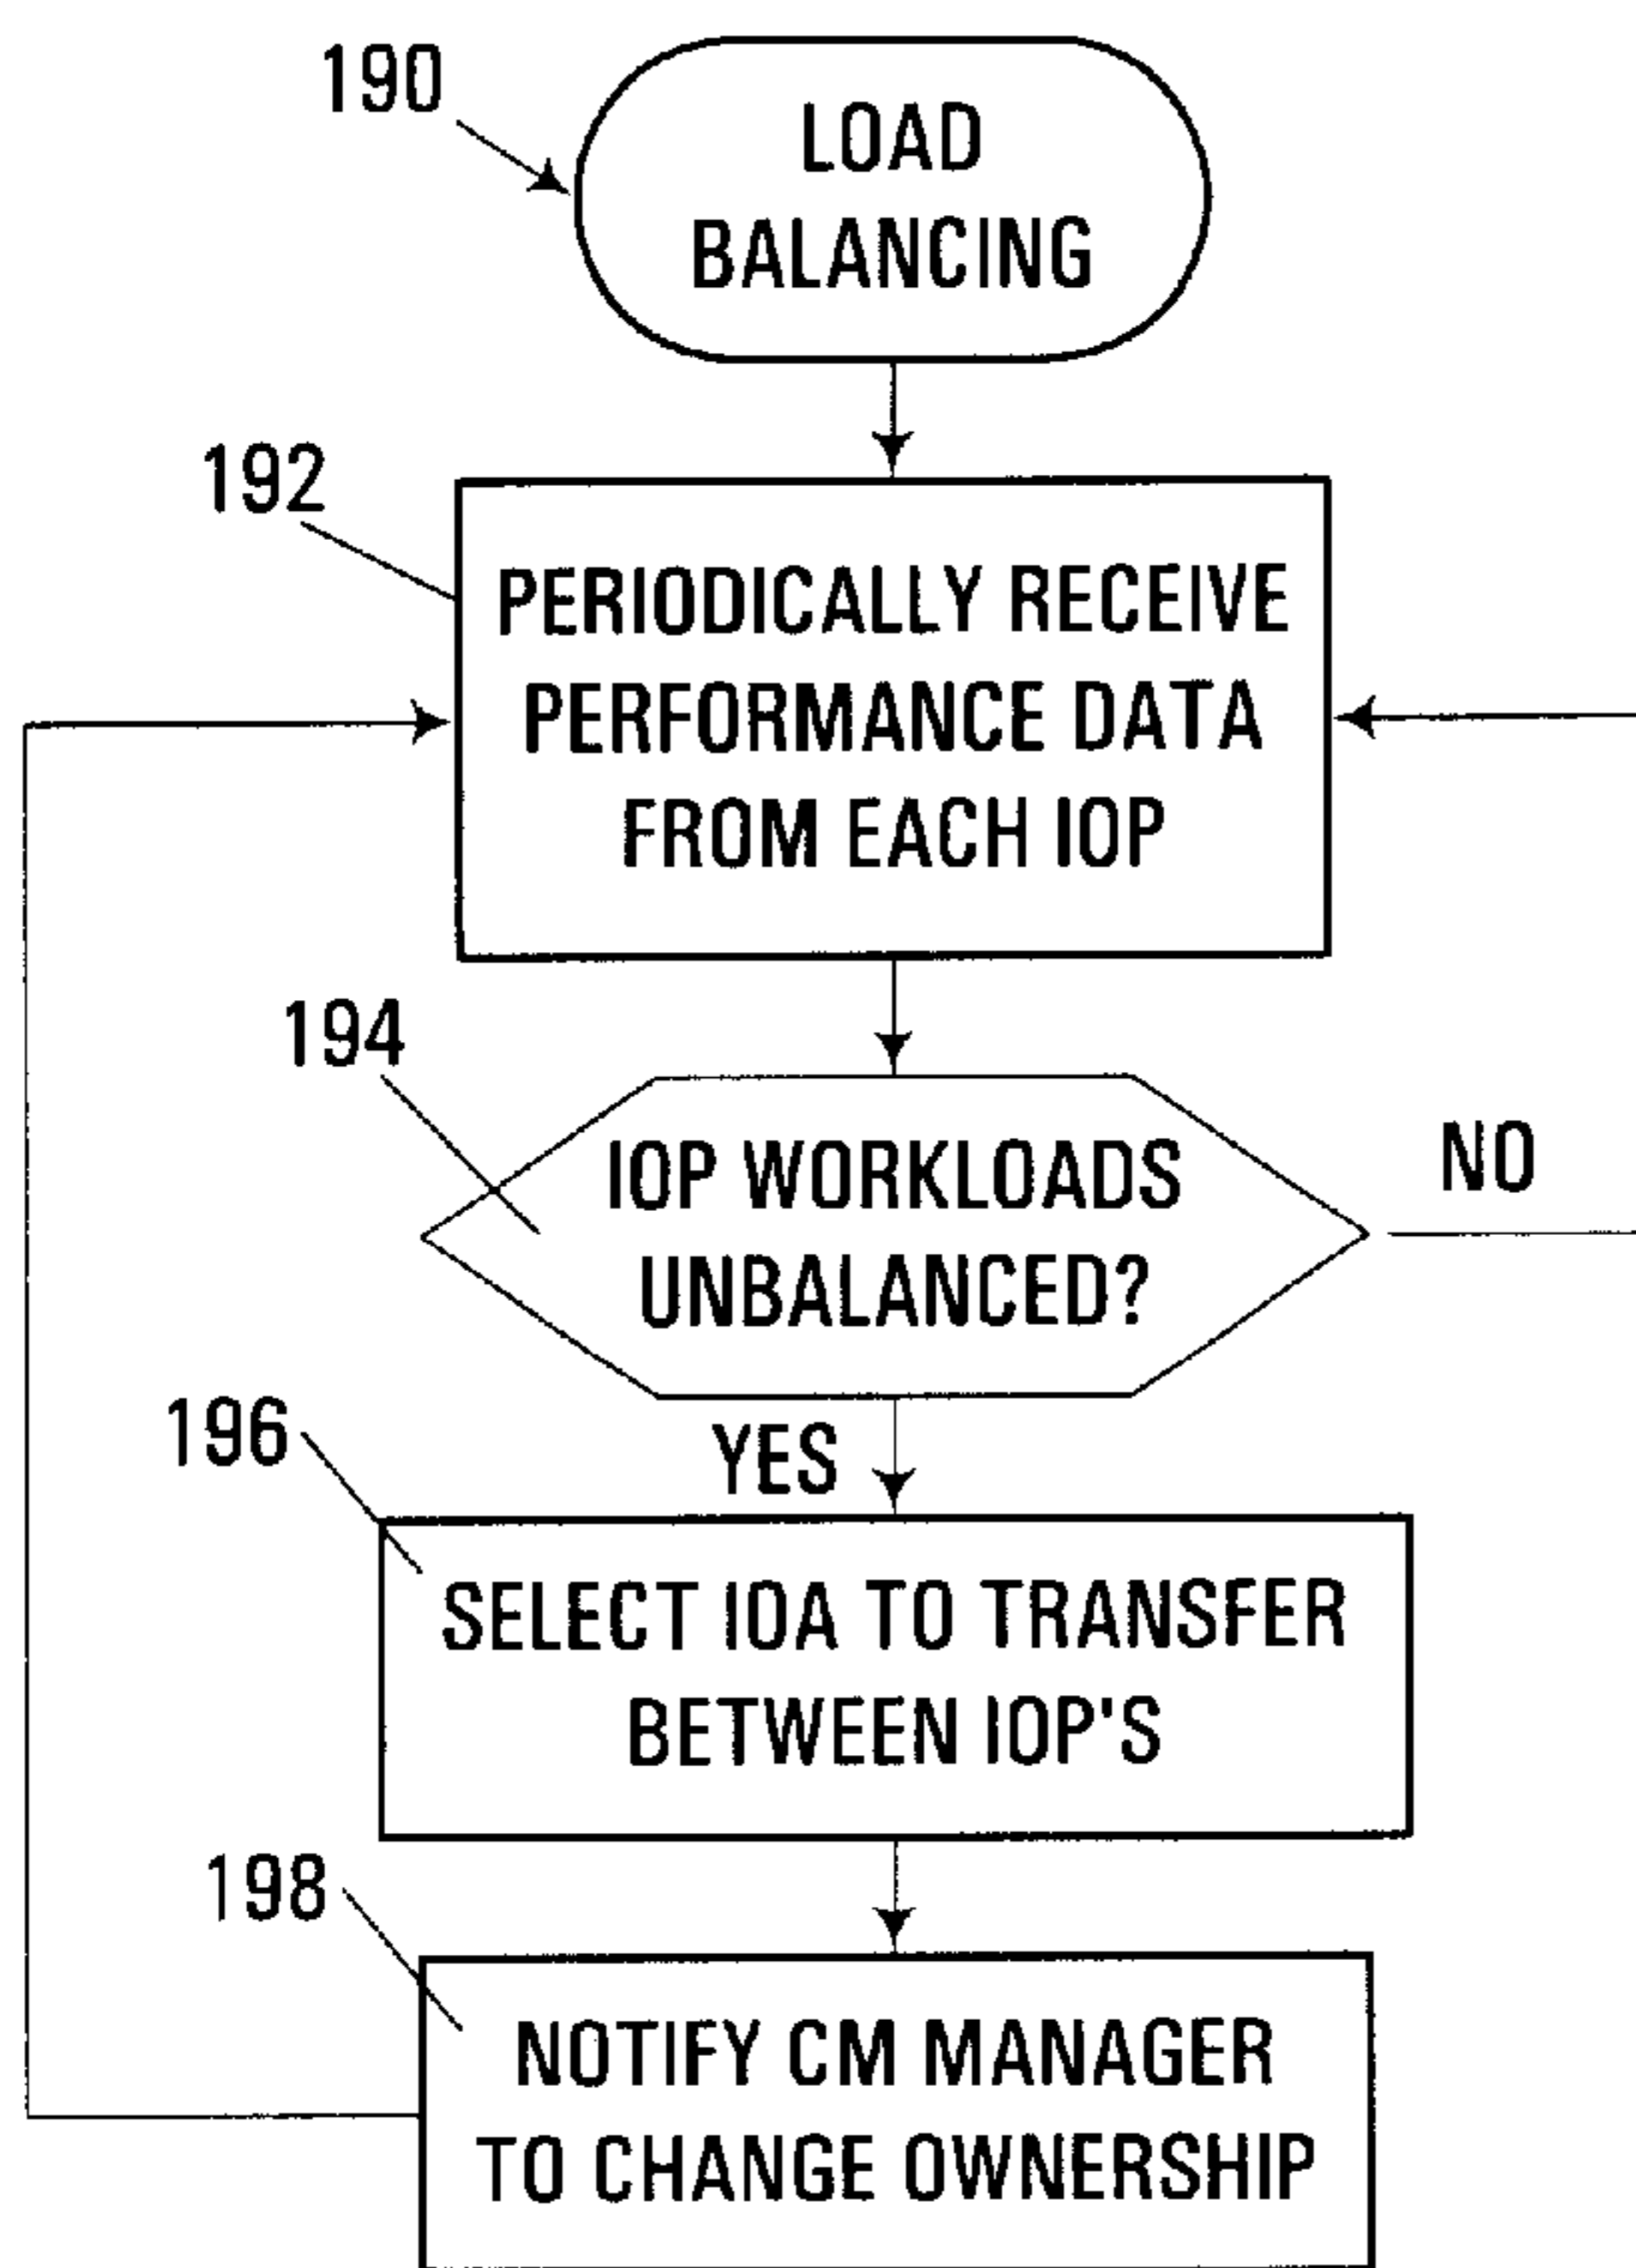 190
LOAD
BALANCING
192
PERIODICALLY RECEIVE
PERFORMANCE DATA
FROM EACH IOP
194
IOP WORKLOADS
UNBALANCED?
NO
YES
196
SELECT IOA TO TRANSFER
BETWEEN IOP'S
198
NOTIFY CM MANAGER
TO CHANGE OWNERSHIP